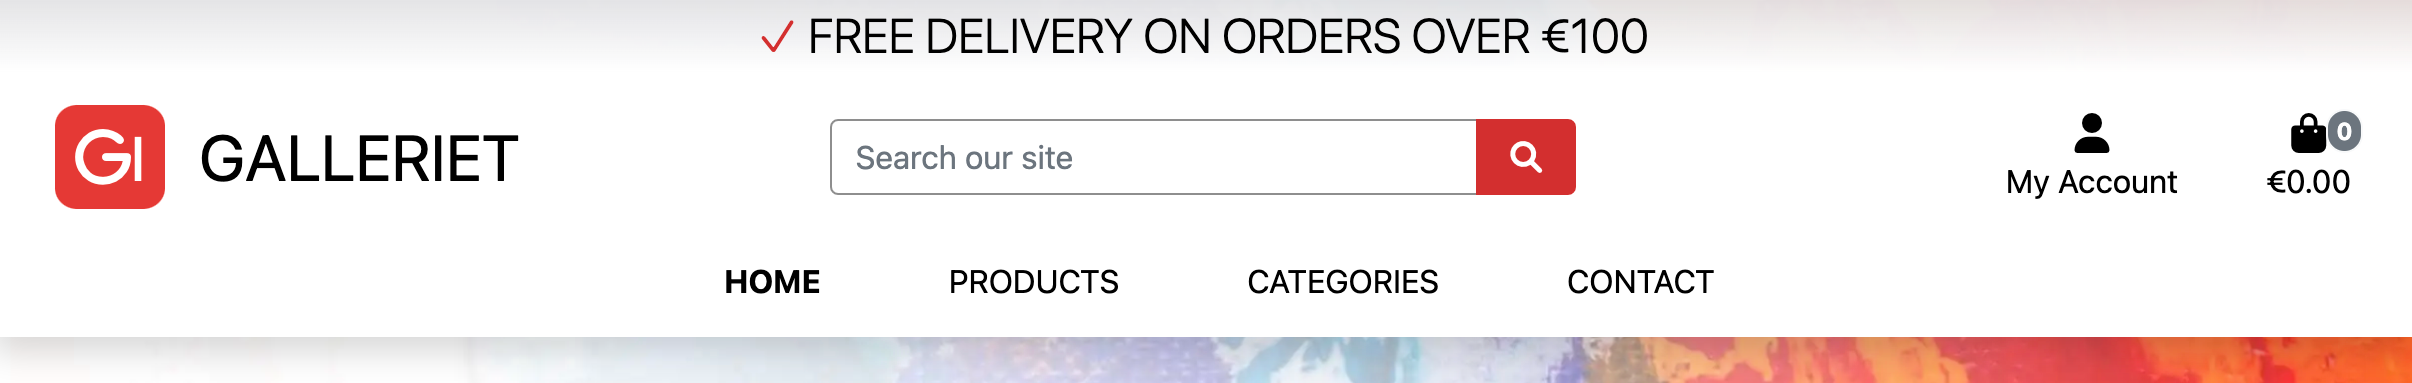 FREE DELIVERY ON ORDERS OVER €100
GI GALLERIET
Search our site
My Account
0
€0.00
HOME PRODUCTS CATEGORIES CONTACT